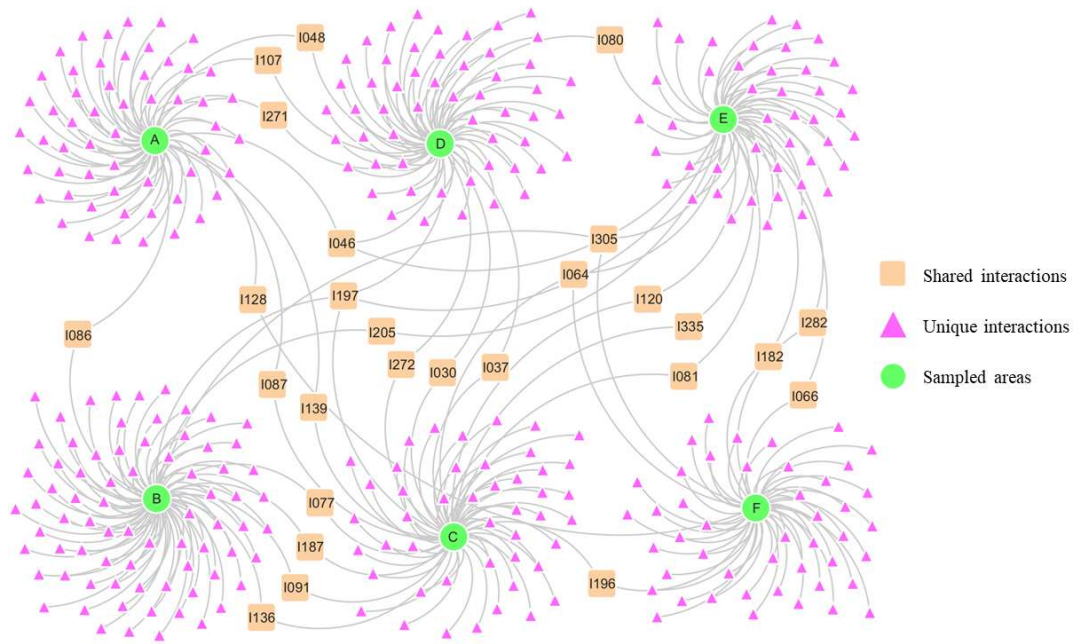 I048
I107
I080
I271
A
D
E
I046
I305
I064
I128
I197
I120
I086
I205
I335
I282
I272
I030
I037
I182
I087
I081
I139
I066
B
I077
F
C
I187
I091
I196
I136
Shared interactions
Unique interactions
Sampled areas